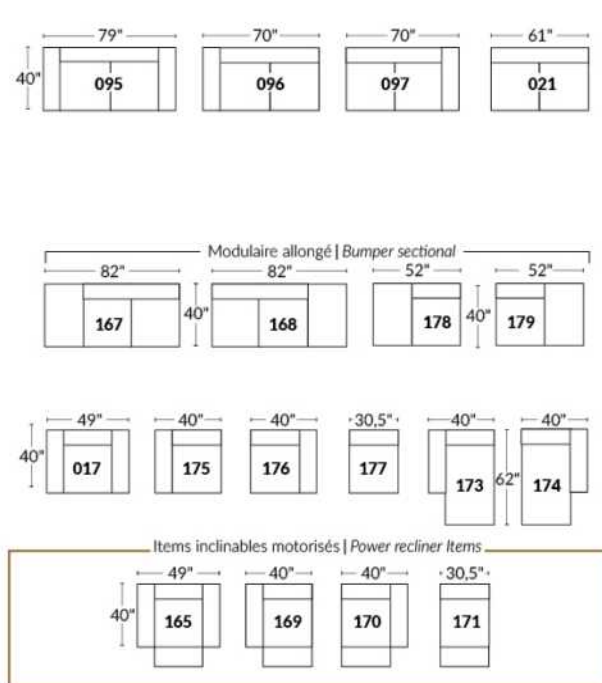 79" 70" 70" 61"
40" 095 096 097 021
Modulaire allongé | Bumper sectional
82" 82" 52" 52"
167 40" 168 178 40" 179
49" 40" 40" 30,5" 40" 40"
40" 017 175 176 177 173 62" 174
Items inclinables motorisés | Power recliner Items
49" 40" 40" 30,5"
40" 165 169 170 171